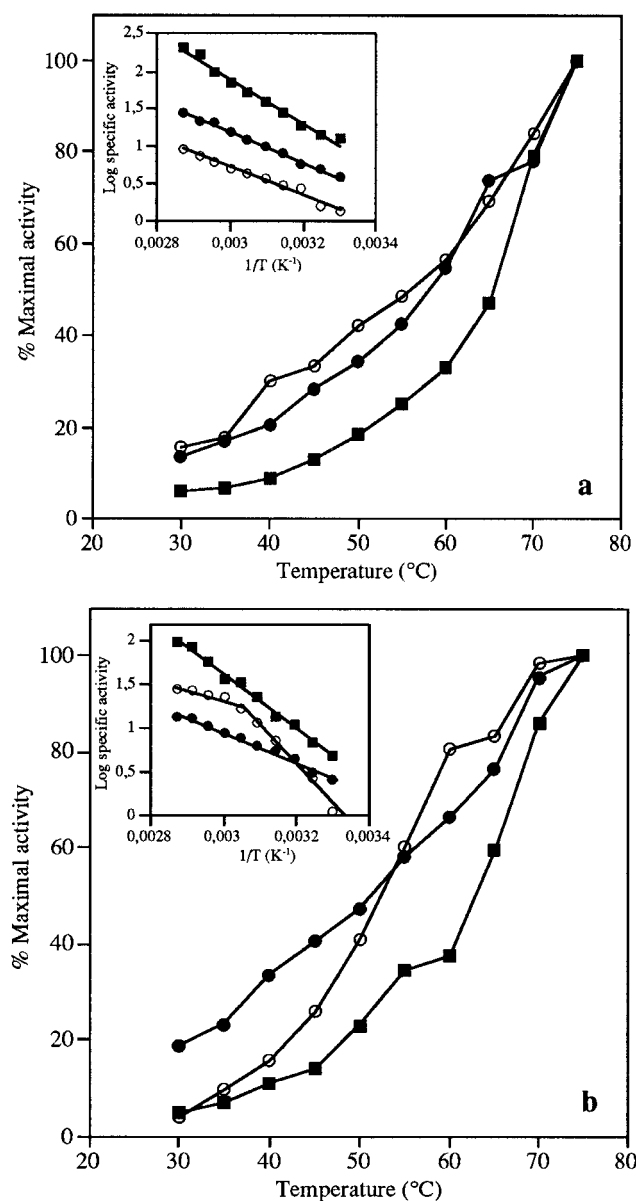 100
80
60
40
20
0
% Maximal activity
20 30 40 50 60 70 80
Temperature (°C)
a
2,5
2
1,5
1
0,5
0
Log specific activity
0,0028 0,003 0,0032 0,0034
1/T (K⁻¹)
100
80
60
40
20
0
% Maximal activity
20 30 40 50 60 70 80
Temperature (°C)
b
2
1,5
1
0,5
0
Log specific activity
0,0028 0,003 0,0032 0,0034
1/T (K⁻¹)